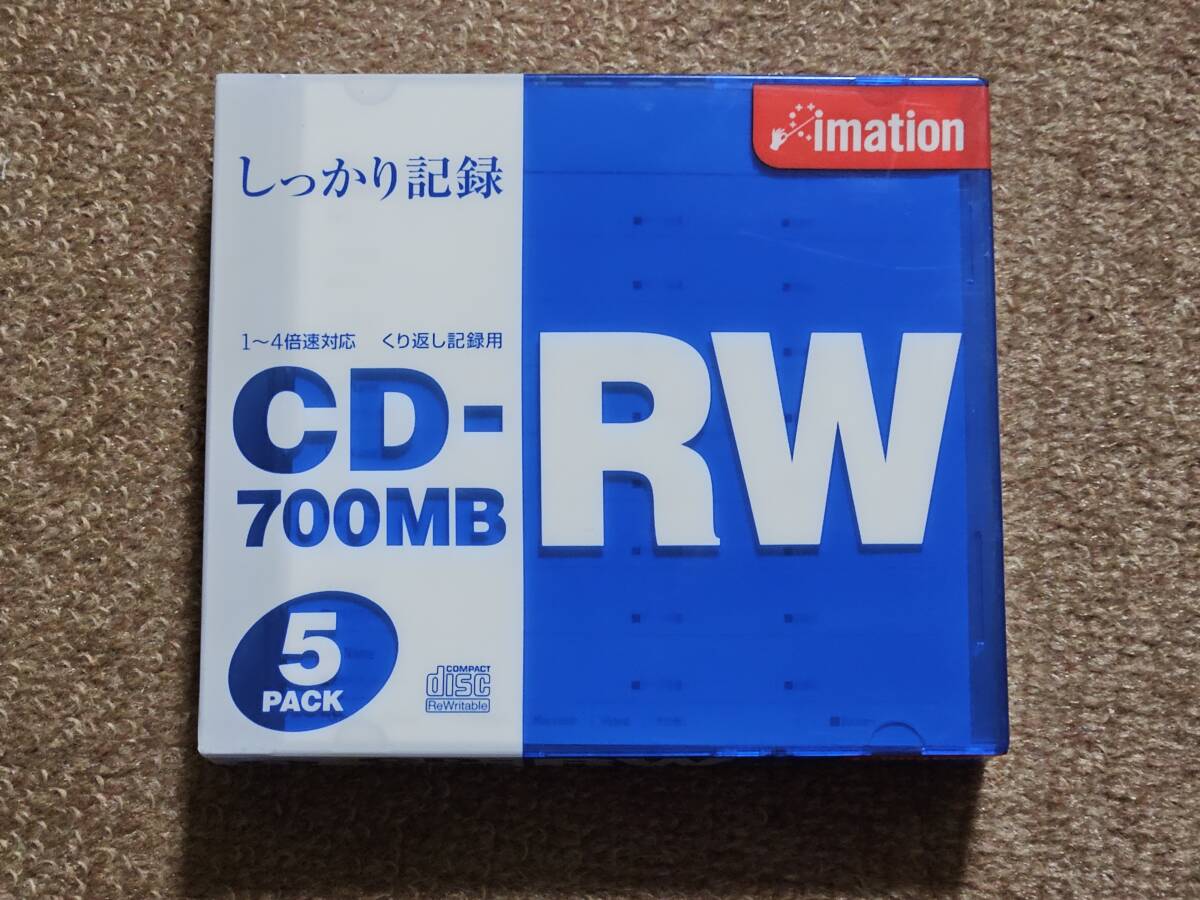 imation
しっかり記録
1～4倍速対応　くり返し記録用
CD-RW
700MB
5
PACK
COMPACT
disc
ReWritable